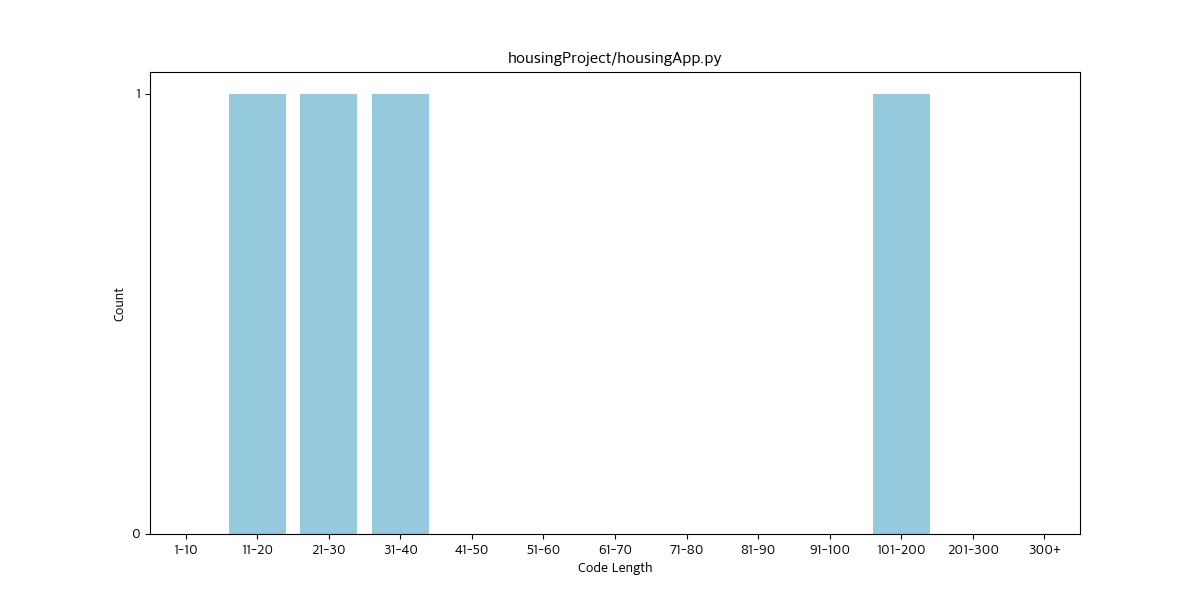 housingProject/housingApp.py
1
Count
0
1-10 11-20 21-30 31-40 41-50 51-60 61-70 71-80 81-90 91-100 101-200 201-300 300+
Code Length